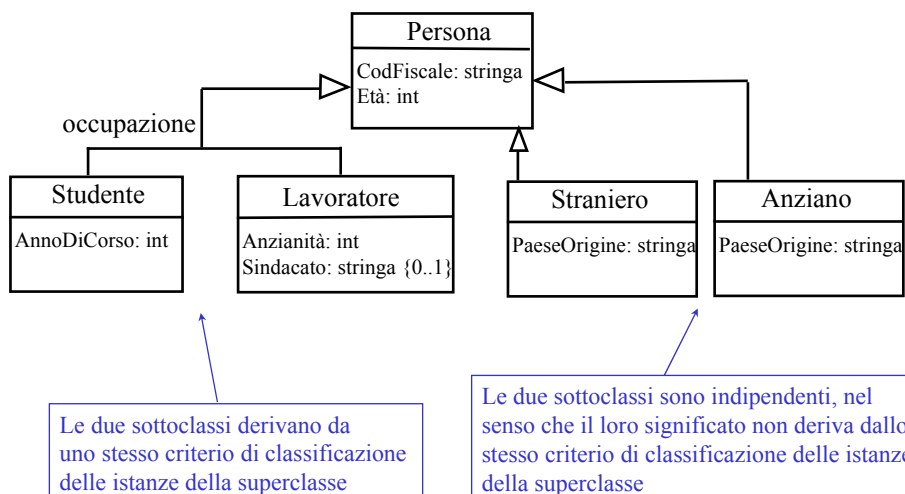 Persona
CodFiscale: stringa
Età: int
occupazione
Studente
AnnoDiCorso: int
Lavoratore
Anzianità: int
Sindacato: stringa {0..1}
Straniero
PaeseOrigine: stringa
Anziano
PaeseOrigine: stringa
Le due sottoclassi derivano da
uno stesso criterio di classificazione
delle istanze della superclasse
Le due sottoclassi sono indipendenti, nel
senso che il loro significato non deriva dallo
stesso criterio di classificazione delle istanze
della superclasse